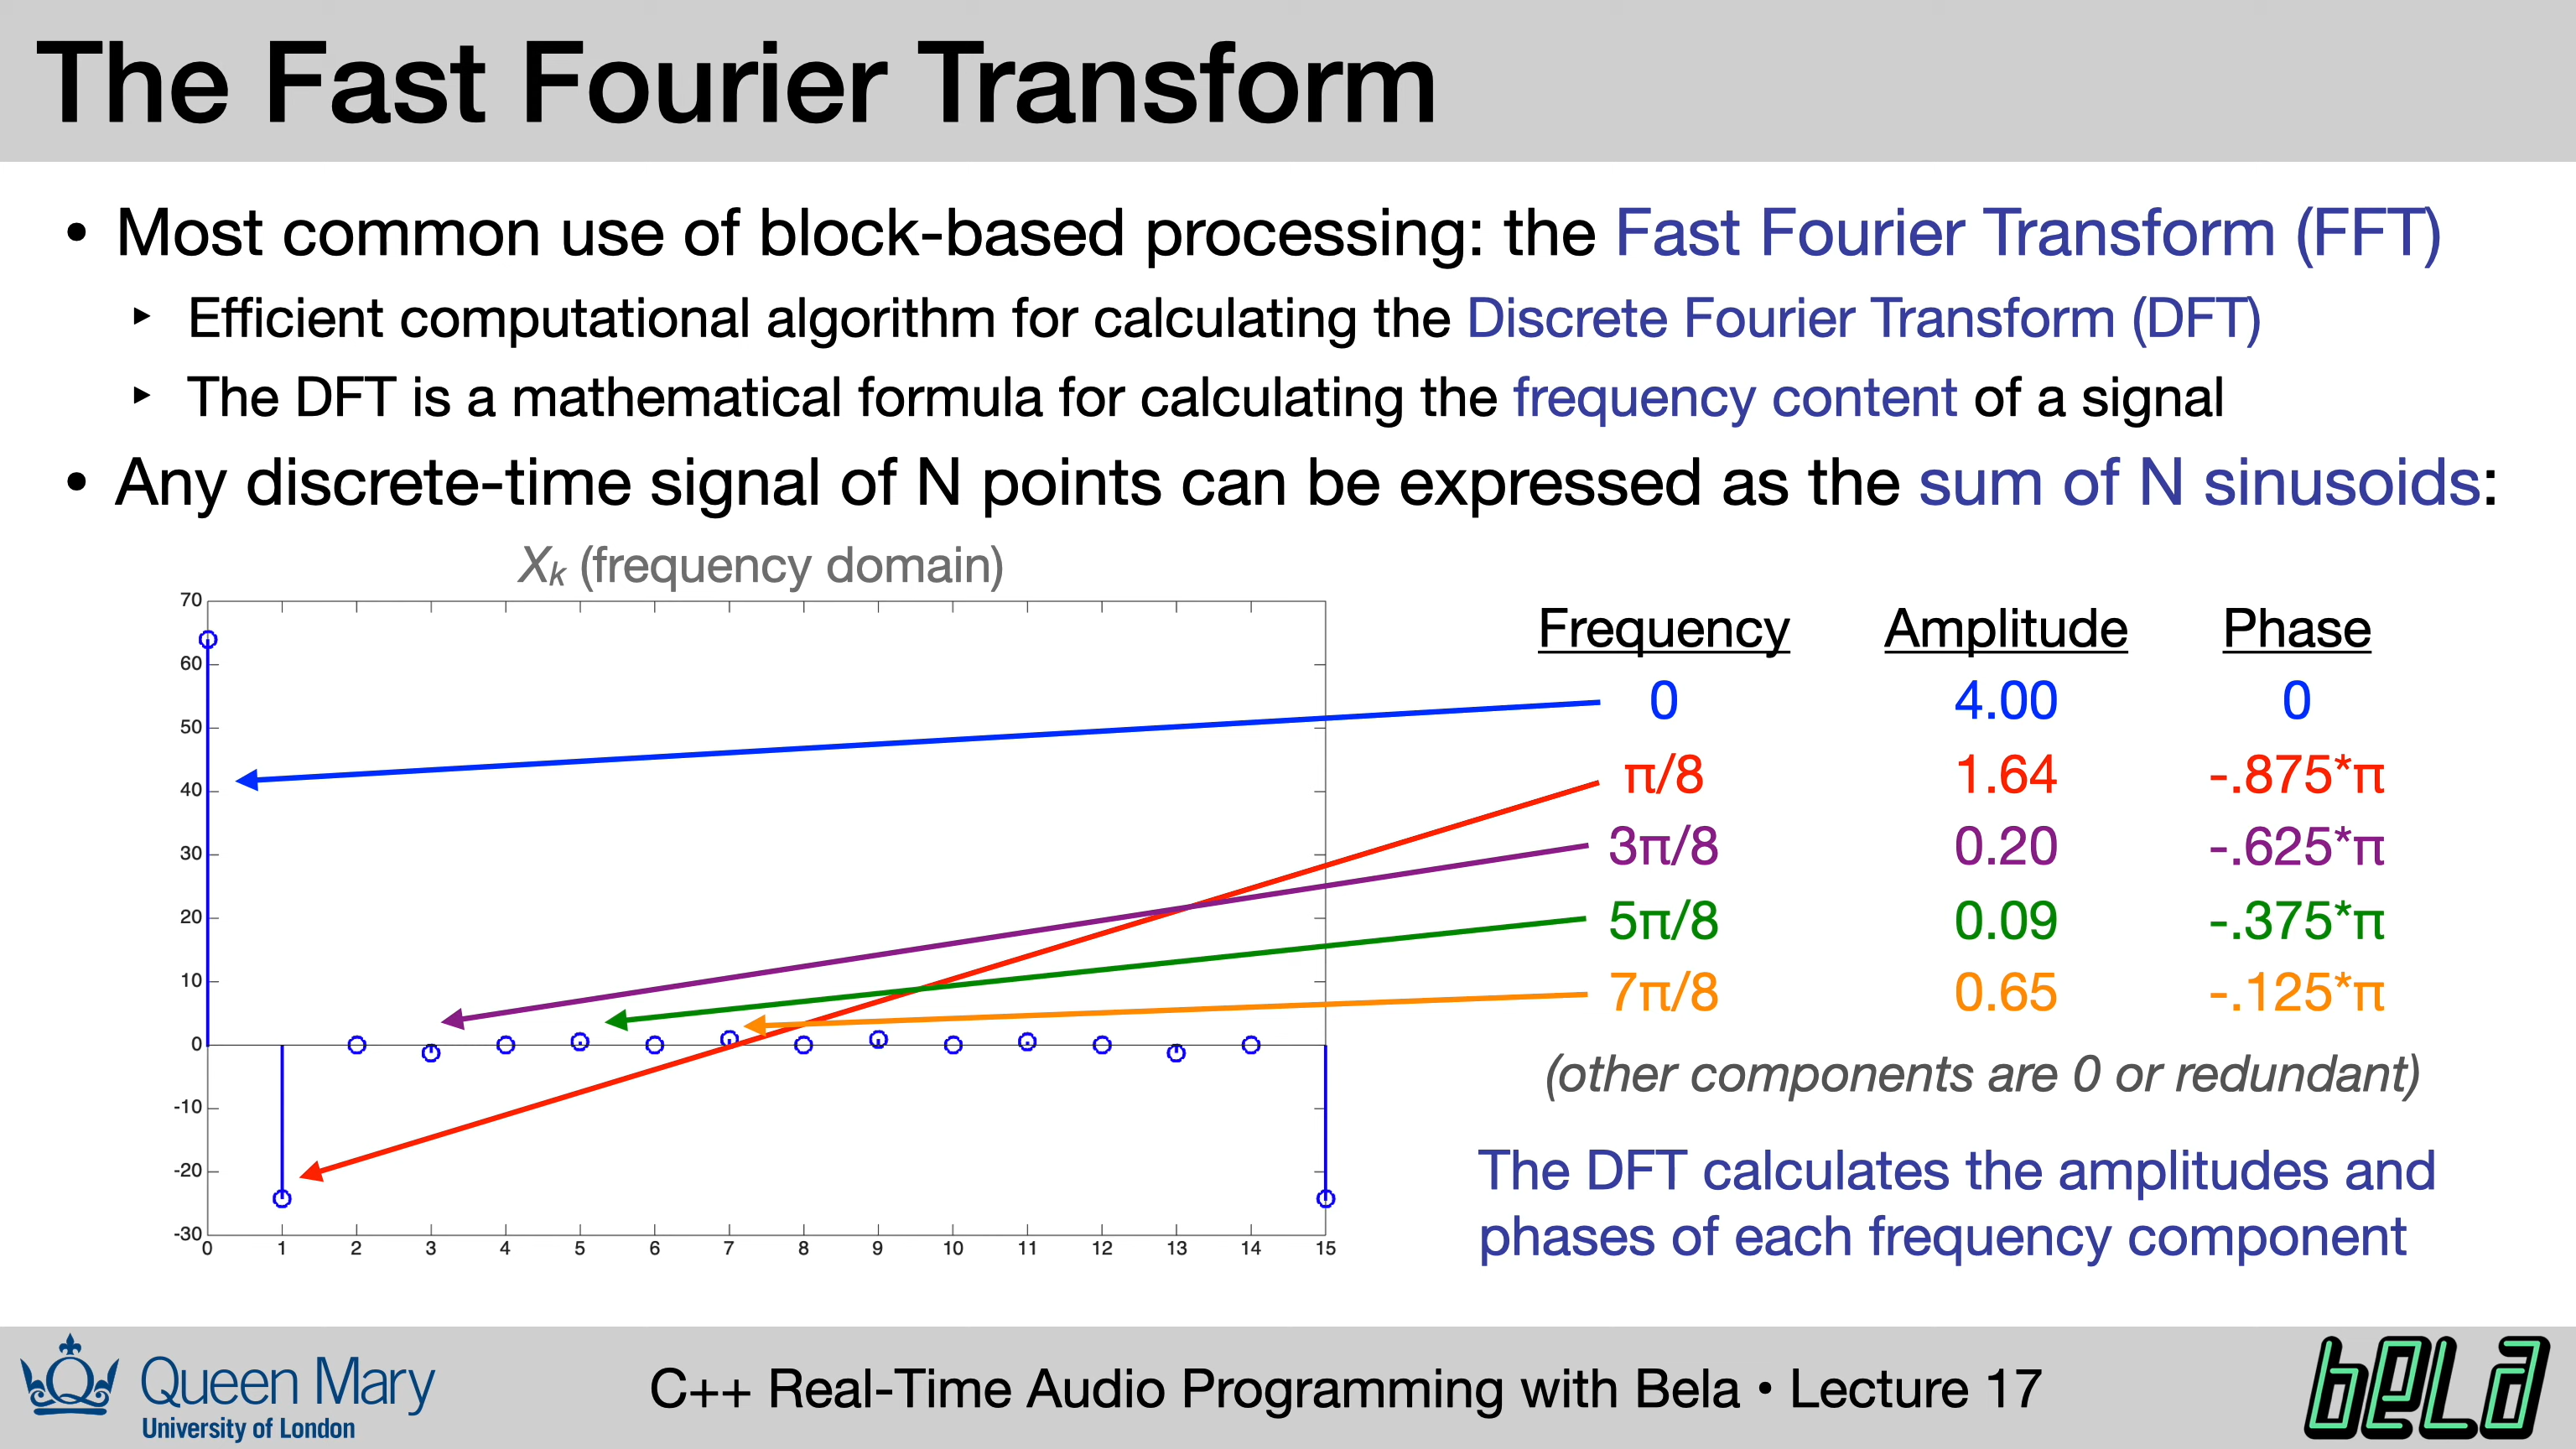 The Fast Fourier Transform
• Most common use of block-based processing: the Fast Fourier Transform (FFT)
‣ Efficient computational algorithm for calculating the Discrete Fourier Transform (DFT)
‣ The DFT is a mathematical formula for calculating the frequency content of a signal
• Any discrete-time signal of N points can be expressed as the sum of N sinusoids:
Xk (frequency domain)
70
60
50
40
30
20
10
0
-10
-20
-30
0 1 2 3 4 5 6 7 8 9 10 11 12 13 14 15
Frequency Amplitude Phase
0 4.00 0
π/8 1.64 -.875*π
3π/8 0.20 -.625*π
5π/8 0.09 -.375*π
7π/8 0.65 -.125*π
(other components are 0 or redundant)
The DFT calculates the amplitudes and
phases of each frequency component
Queen Mary
University of London
C++ Real-Time Audio Programming with Bela • Lecture 17
bela